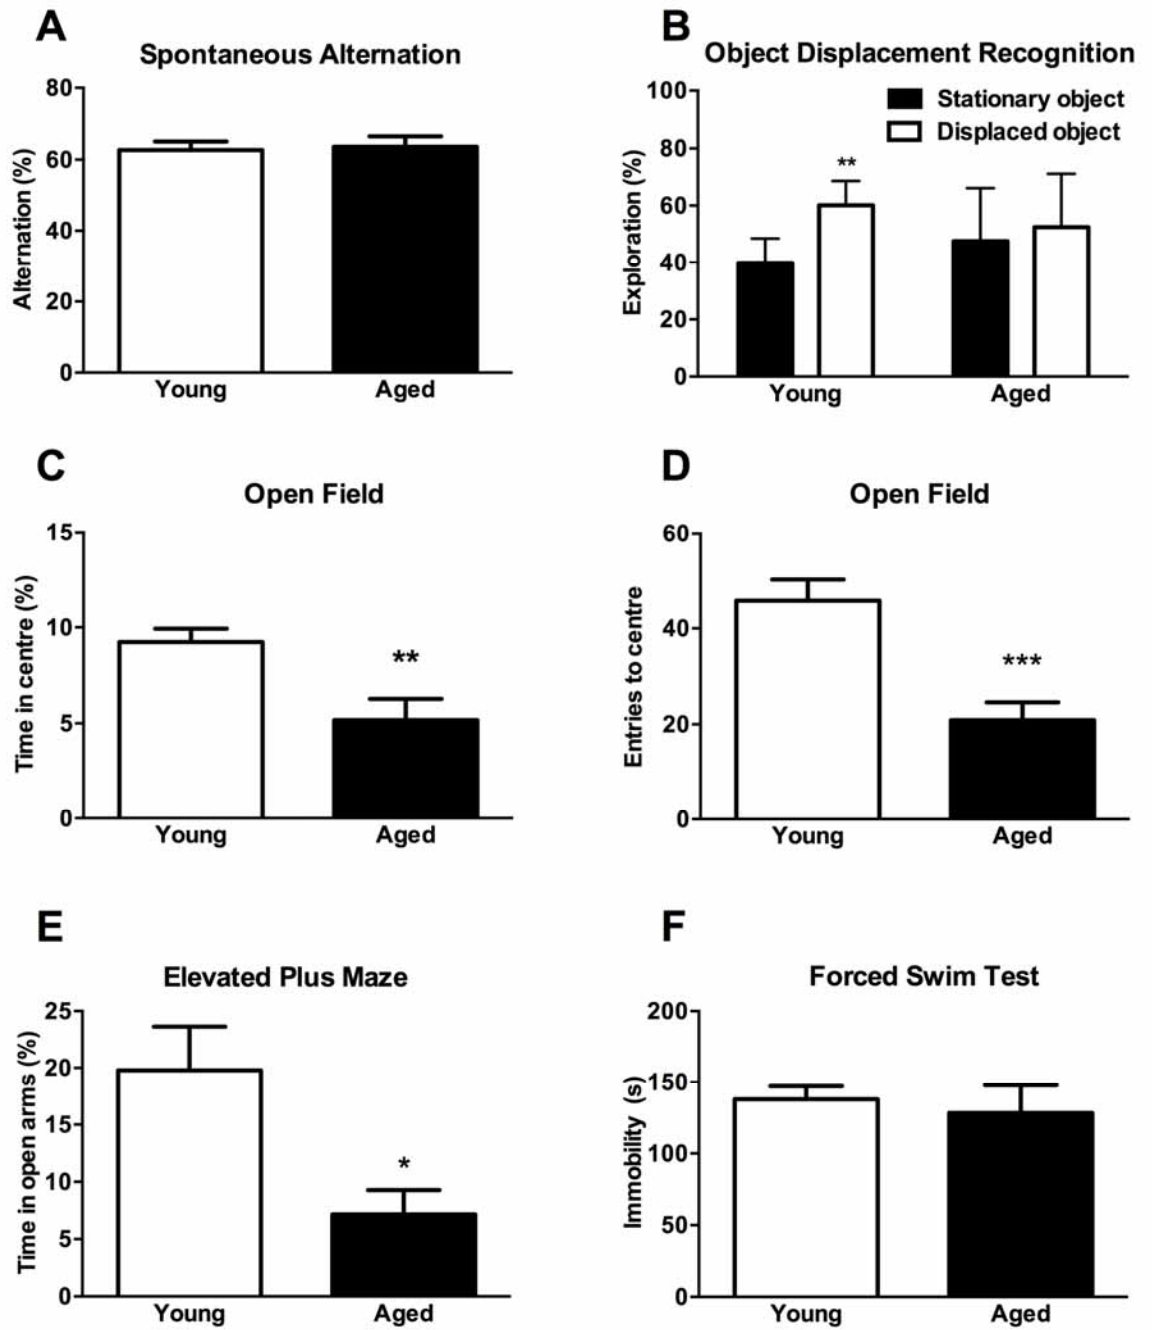 A
Spontaneous Alternation
80
60
40
20
0
Alternation (%)
Young
Aged
B
Object Displacement Recognition
100
80
60
40
20
0
Exploration (%)
Stationary object
Displaced object
**
Young
Aged
C
Open Field
15
10
5
0
Time in centre (%)
**
Young
Aged
D
Open Field
60
40
20
0
Entries to centre
***
Young
Aged
E
Elevated Plus Maze
25
20
15
10
5
0
Time in open arms (%)
*
Young
Aged
F
Forced Swim Test
200
150
100
50
0
Immobility (s)
Young
Aged